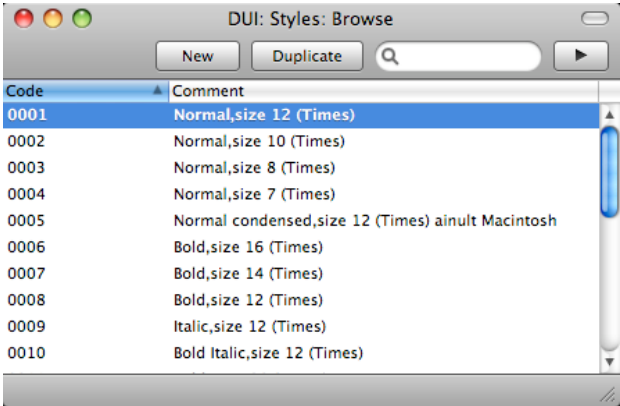 DUI: Styles: Browse
New Duplicate
Code Comment
0001 Normal,size 12 (Times)
0002 Normal,size 10 (Times)
0003 Normal,size 8 (Times)
0004 Normal,size 7 (Times)
0005 Normal condensed,size 12 (Times) ainult Macintosh
0006 Bold,size 16 (Times)
0007 Bold,size 14 (Times)
0008 Bold,size 12 (Times)
0009 Italic,size 12 (Times)
0010 Bold Italic,size 12 (Times)